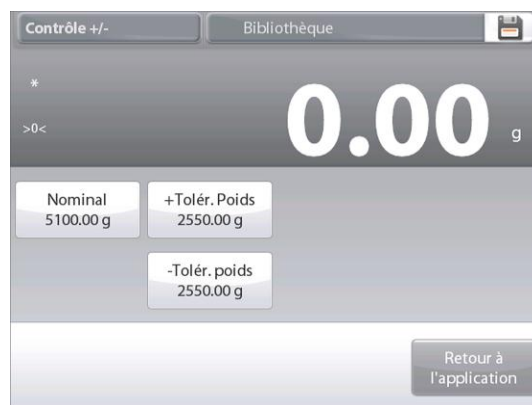 Contrôle +/-
Bibliothèque
*
>0<
0.00 g
Nominal
5100.00 g
+Tolér. Poids
2550.00 g
-Tolér. poids
2550.00 g
Retour à
l'application